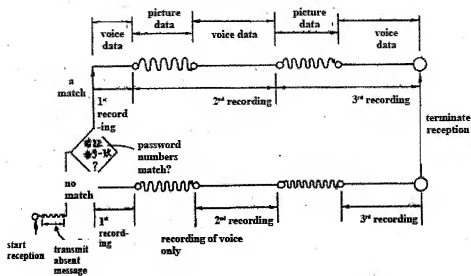 picture
data
picture
data
voice
data
voice data
voice
data
a
match
1st
record
-ing
2nd recording
3rd recording
terminate
reception
?
password
numbers
match?
no
match
1st
record-
ing
2nd recording
3rd recording
recording of voice
only
start
reception
transmit
absent
message